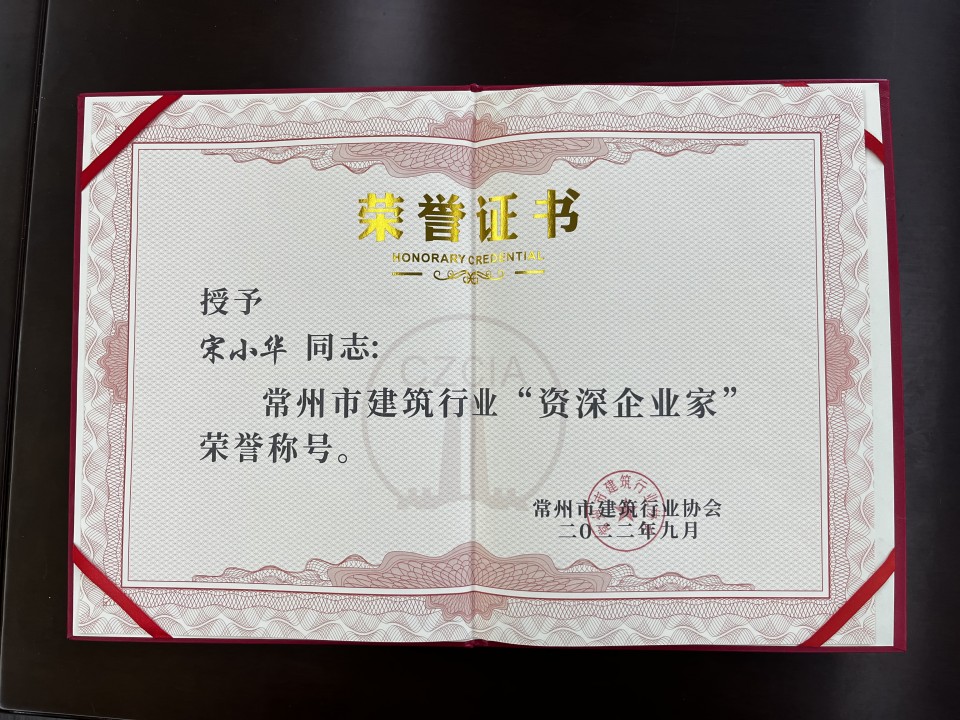 荣誉证书
HONORARY CREDENTIAL
授予
宋小华 同志:
CZCIA
常州市建筑行业“资深企业家”
荣誉称号。
常州市建筑行业协会
二〇二二年九月